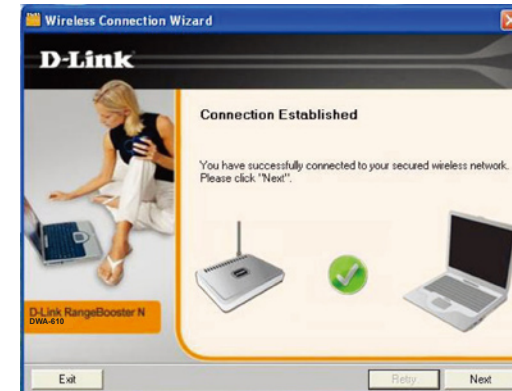 Wireless Connection Wizard
D-Link
Connection Established
You have successfully connected to your secured wireless network.
Please click "Next".
D-Link RangeBooster N
DWA-610
Exit
Retry
Next